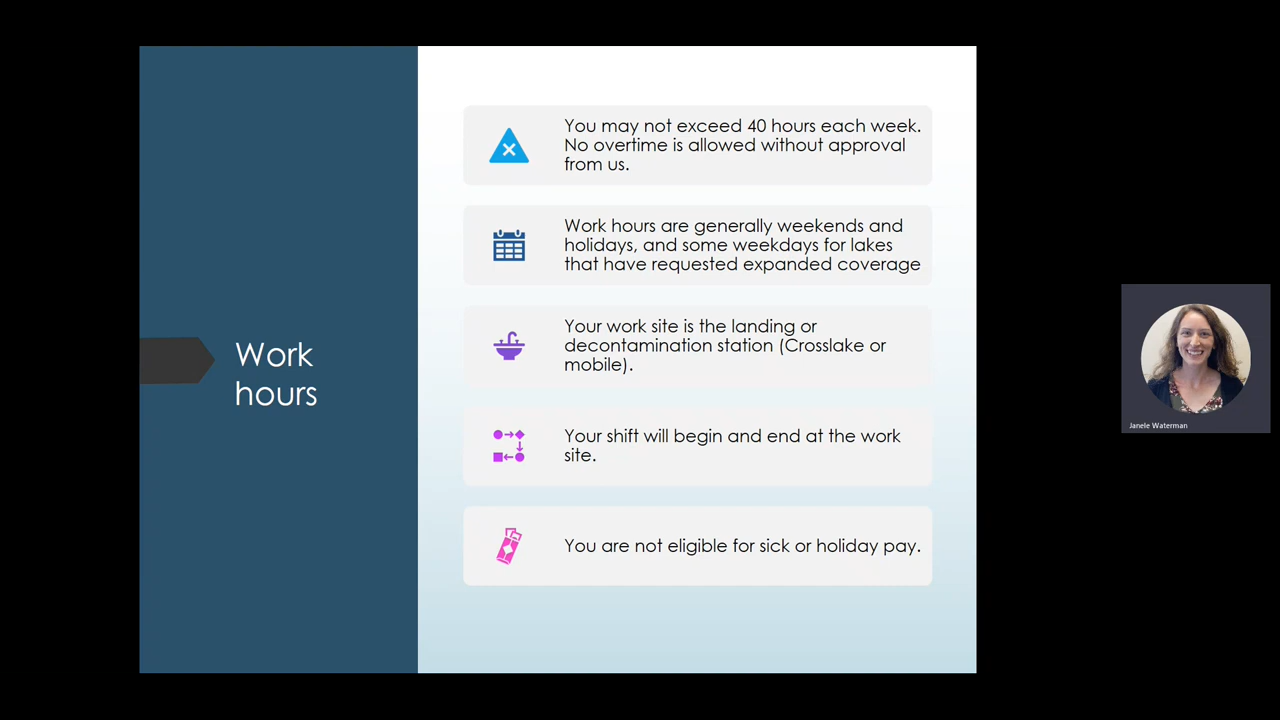 Work
hours
You may not exceed 40 hours each week.
No overtime is allowed without approval
from us.
Work hours are generally weekends and
holidays, and some weekdays for lakes
that have requested expanded coverage
Your work site is the landing or
decontamination station (Crosslake or
mobile).
Your shift will begin and end at the work
site.
You are not eligible for sick or holiday pay.
Janele Waterman